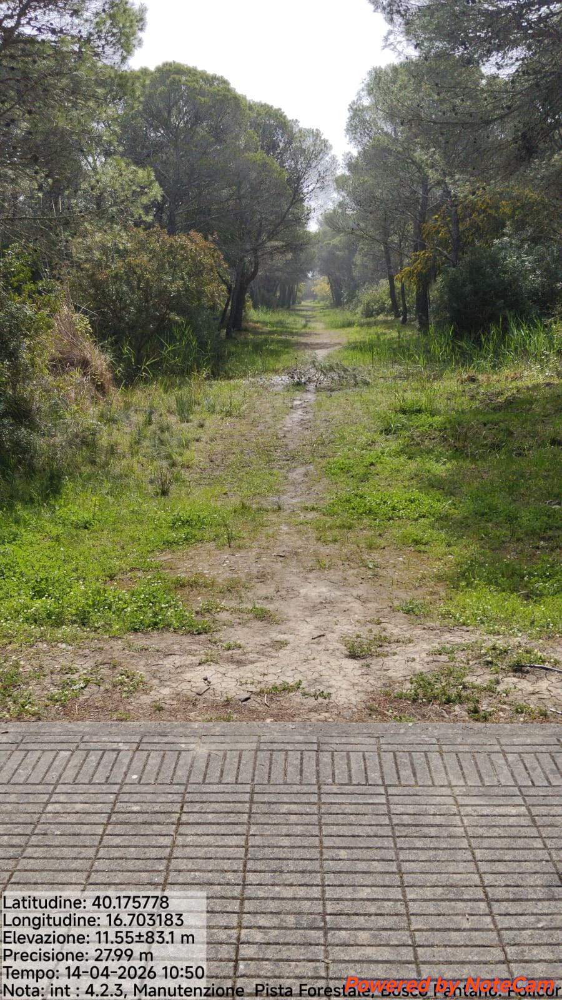 Latitudine: 40.175778
Longitudine: 16.703183
Elevazione: 11.55±83.1 m
Precisione: 27.99 m
Tempo: 14-04-2026 10:50
Nota: int : 4.2.3, Manutenzione Pista Forestale, Bosco Pantano. Policor
Powered by NoteCam